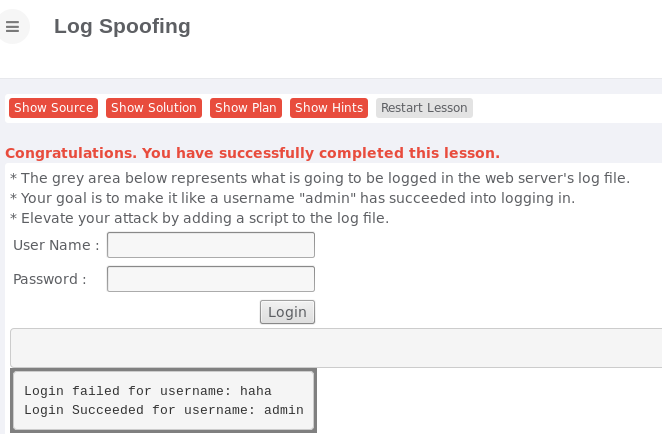 Log Spoofing
Show Source Show Solution Show Plan Show Hints Restart Lesson
Congratulations. You have successfully completed this lesson.
* The grey area below represents what is going to be logged in the web server's log file.
* Your goal is to make it like a username "admin" has succeeded into logging in.
* Elevate your attack by adding a script to the log file.
User Name :
Password :
Login
Login failed for username: haha
Login Succeeded for username: admin